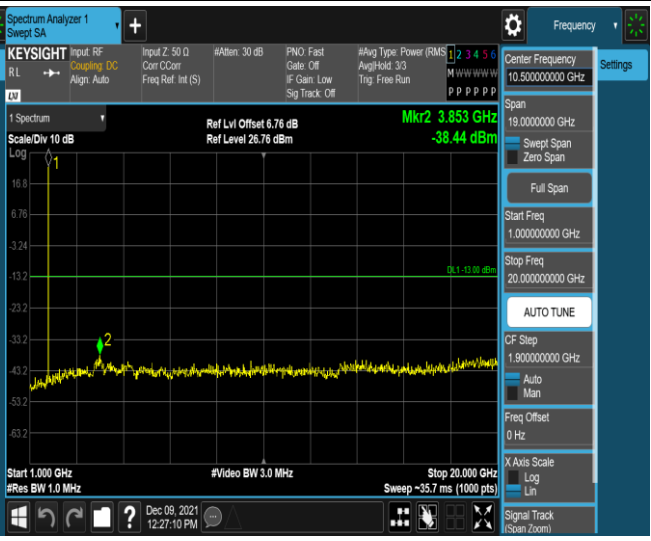 Spectrum Analyzer 1
Swept SA
Frequency
KEYSIGHT
Input: RF
Input Z: 50 Ω
#Atten: 30 dB
PNO: Fast
#Avg Type: Power (RMS
1 2 3 4 5 6
RL
Coupling: DC
Corr CCorr
Gate: Off
Avg|Hold: 3/3
M W W W W W
Align: Auto
Freq Ref: Int (S)
IF Gain: Low
Trig: Free Run
P P P P P P
Sig Track: Off
LXI
1 Spectrum
Ref Lvl Offset 6.76 dB
Mkr2 3.853 GHz
Scale/Div 10 dB
Ref Level 26.76 dBm
-38.44 dBm
Log
1
16.8
6.76
-3.24
DL1 -13.00 dBm
-13.2
-23.2
-33.2
2
-43.2
-53.2
-63.2
Start 1.000 GHz
#Video BW 3.0 MHz
Stop 20.000 GHz
#Res BW 1.0 MHz
Sweep ~35.7 ms (1000 pts)
?
Dec 09, 2021
12:27:10 PM
Center Frequency
10.500000000 GHz
Settings
Span
19.0000000 GHz
Swept Span
Zero Span
Full Span
Start Freq
1.000000000 GHz
Stop Freq
20.000000000 GHz
AUTO TUNE
CF Step
1.900000000 GHz
Auto
Man
Freq Offset
0 Hz
X Axis Scale
Log
Lin
Signal Track
(Span Zoom)